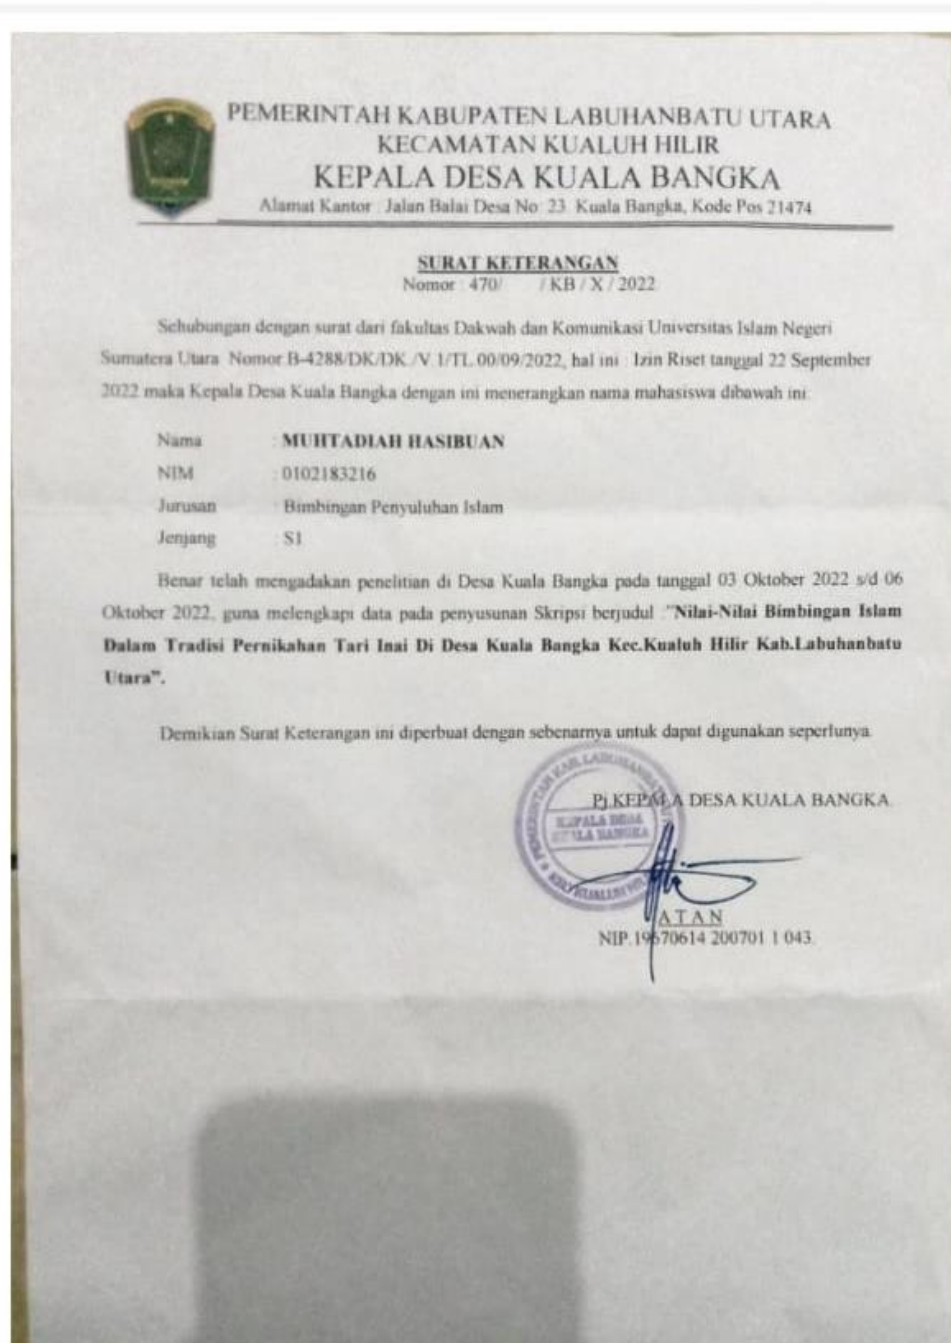 PEMERINTAH KABUPATEN LABUHANBATU UTARA
KECAMATAN KUALUH HILIR
KEPALA DESA KUALA BANGKA
Alamat Kantor : Jalan Balai Desa No. 23 Kuala Bangka, Kode Pos 21474
SURAT KETERANGAN
Nomor : 470/ / KB / X / 2022
Sehubungan dengan surat dari fakultas Dakwah dan Komunikasi Universitas Islam Negeri
Sumatera Utara Nomor B-4288/DK/DK./V.1/TL.00/09/2022, hal ini : Izin Riset tanggal 22 September
2022 maka Kepala Desa Kuala Bangka dengan ini menerangkan nama mahasiswa dibawah ini:
Nama : MUHTADIAH HASIBUAN
NIM : 0102183216
Jurusan : Bimbingan Penyuluhan Islam
Jenjang : S1
Benar telah mengadakan penelitian di Desa Kuala Bangka pada tanggal 03 Oktober 2022 s/d 06
Oktober 2022, guna melengkapi data pada penyusunan Skripsi berjudul :"Nilai-Nilai Bimbingan Islam
Dalam Tradisi Pernikahan Tari Inai Di Desa Kuala Bangka Kec.Kualuh Hilir Kab.Labuhanbatu
Utara".
Demikian Surat Keterangan ini diperbuat dengan sebenarnya untuk dapat digunakan seperlunya.
Pj.KEPALA DESA KUALA BANGKA.
KEPALA DESA
KUALA BANGKA
ATAN
NIP.19670614 200701 1 043.